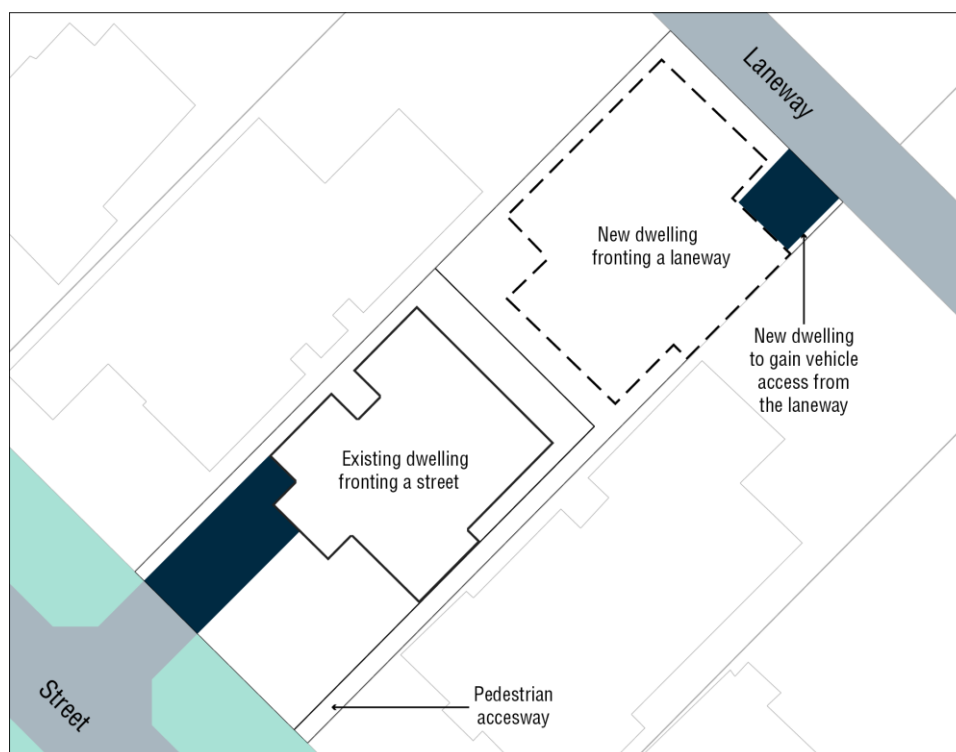 Laneway
New dwelling
fronting a laneway
New dwelling
to gain vehicle
access from
the laneway
Existing dwelling
fronting a street
Pedestrian
accesway
Street